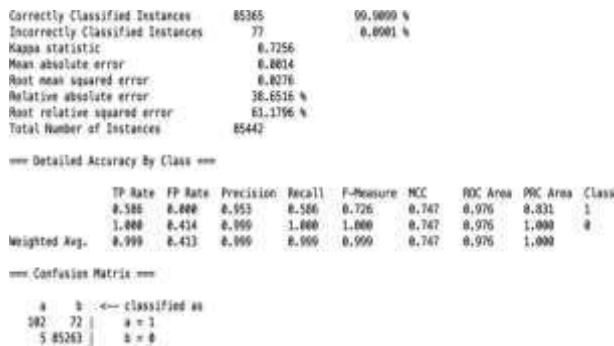 Correctly Classified Instances 85365 99.9099 %
Incorrectly Classified Instances 77 0.0901 %
Kappa statistic 0.7256
Mean absolute error 0.0014
Root mean squared error 0.0276
Relative absolute error 38.6516 %
Root relative squared error 61.1796 %
Total Number of Instances 85442
=== Detailed Accuracy By Class ===
TP Rate FP Rate Precision Recall F-Measure MCC ROC Area PRC Area Class
0.586 0.000 0.953 0.586 0.726 0.747 0.976 0.831 1
1.000 0.414 0.999 1.000 1.000 0.747 0.976 1.000 0
Weighted Avg. 0.999 0.413 0.999 0.999 0.999 0.747 0.976 1.000
=== Confusion Matrix ===
a b <-- classified as
102 72 | a = 1
5 85263 | b = 0